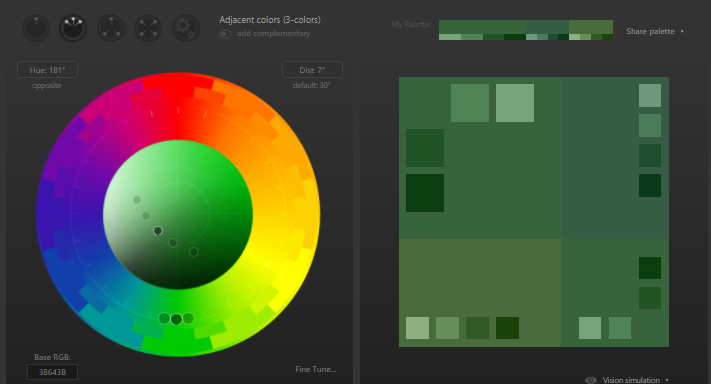 Adjacent colors (3-colors)
add complementary
Hue: 181°
opposite
Dist: 7°
default: 30°
Base RGB:
38643B
Fine Tune...
My Palette:
Share palette
Vision simulation